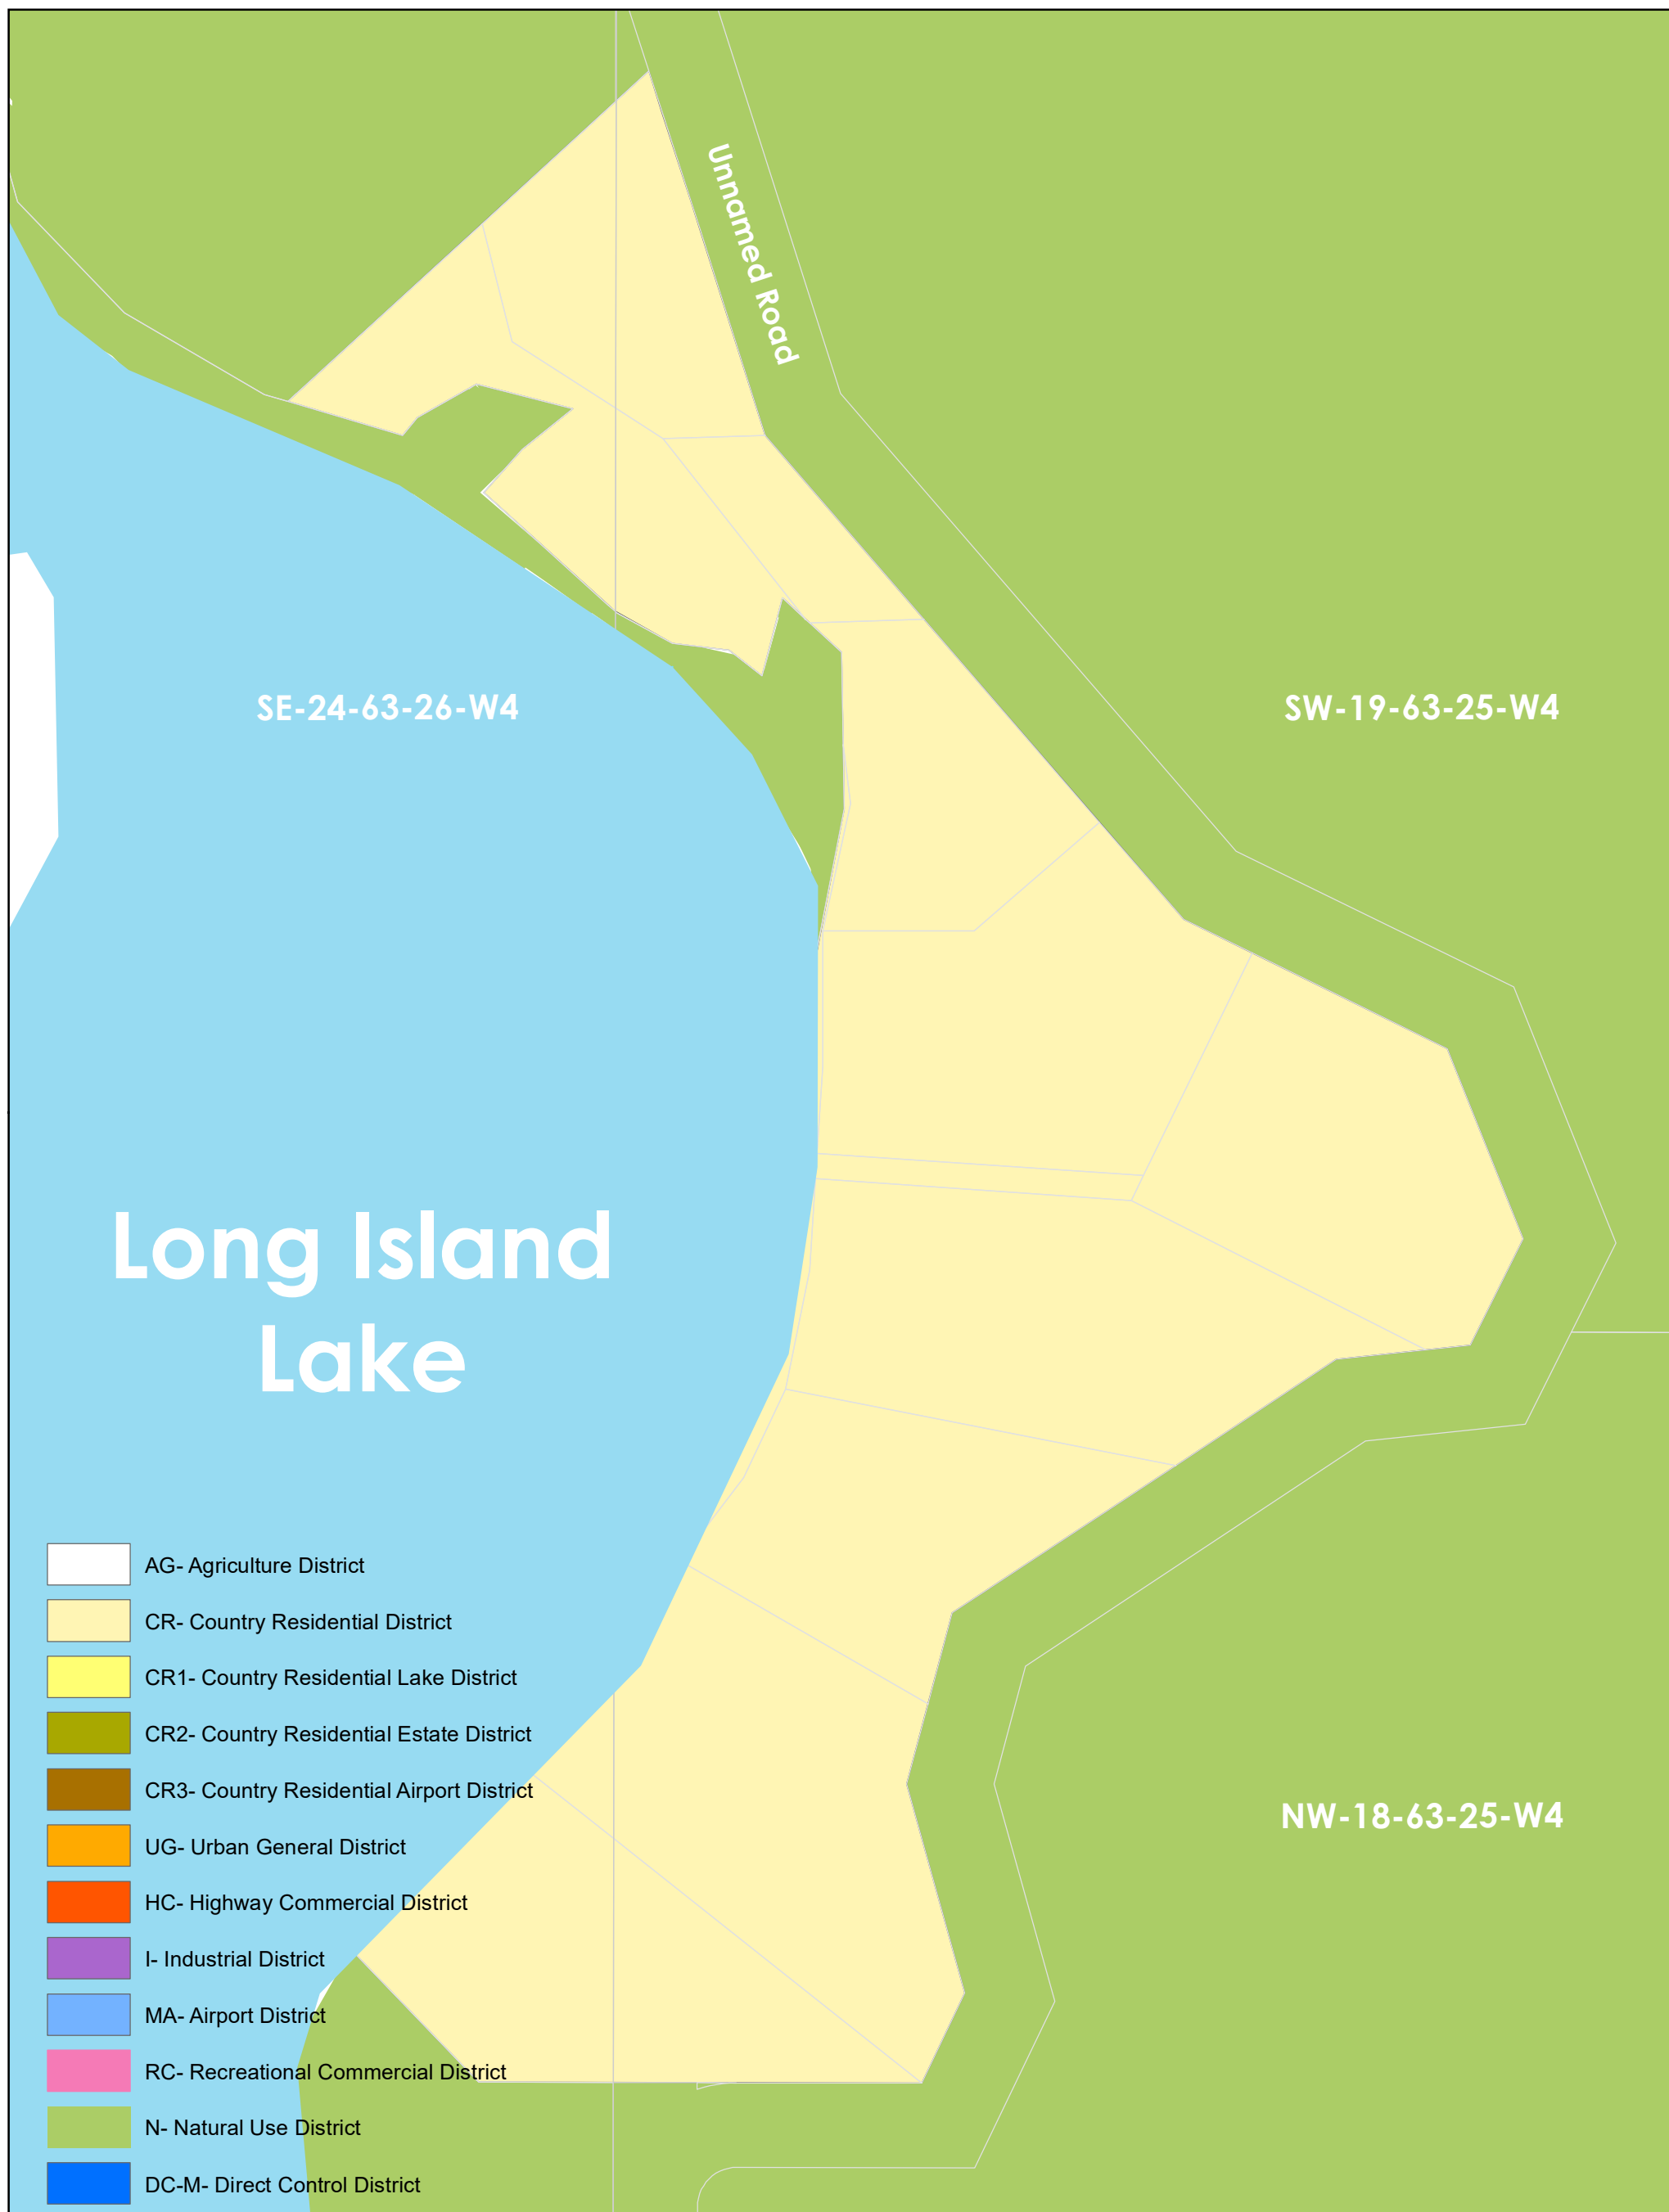 Unnamed Road
SE-24-63-26-W4
SW-19-63-25-W4
Long Island
Lake
AG- Agriculture District
CR- Country Residential District
CR1- Country Residential Lake District
CR2- Country Residential Estate District
CR3- Country Residential Airport District
UG- Urban General District
HC- Highway Commercial District
I- Industrial District
MA- Airport District
RC- Recreational Commercial District
N- Natural Use District
DC-M- Direct Control District
NW-18-63-25-W4